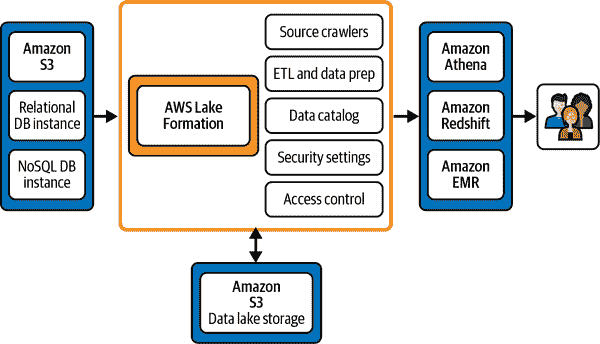 Amazon
S3
Relational
DB instance
NoSQL DB
instance
AWS Lake
Formation
Source crawlers
ETL and data prep
Data catalog
Security settings
Access control
Amazon
Athena
Amazon
Redshift
Amazon
EMR
Amazon
S3
Data lake storage